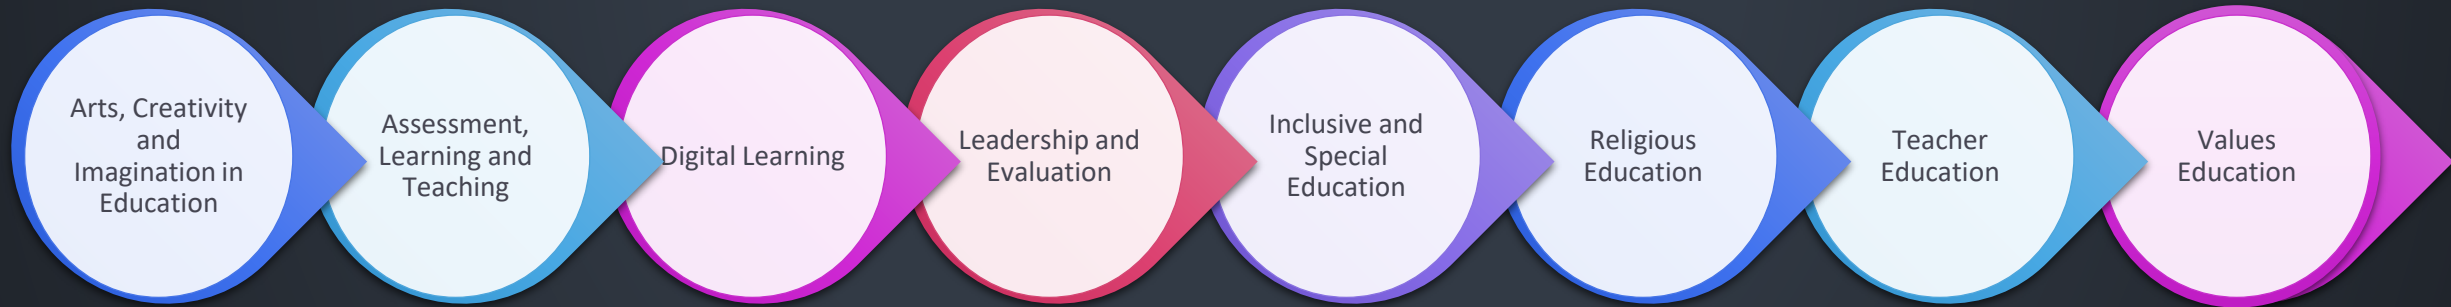 Arts, Creativity
and
Imagination in
Education
Assessment,
Learning and
Teaching
Digital Learning
Leadership and
Evaluation
Inclusive and
Special
Education
Religious
Education
Teacher
Education
Values
Education